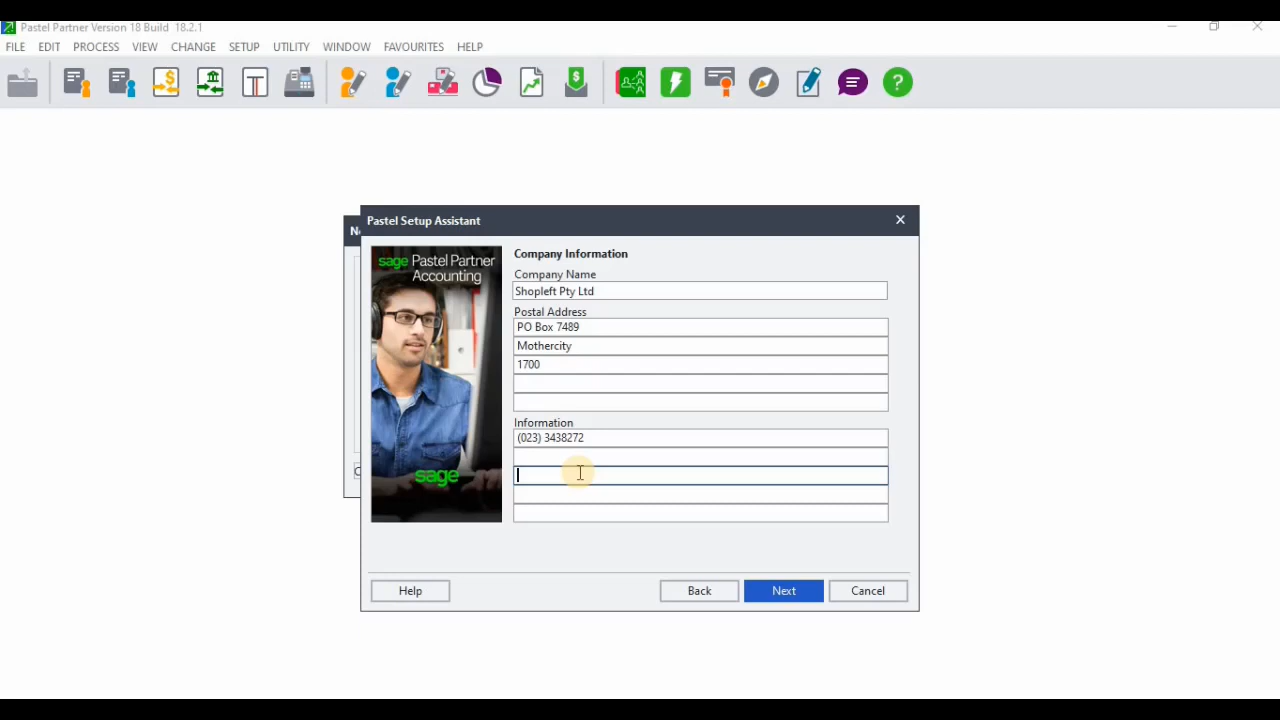 Pastel Partner Version 18 Build 18.2.1
FILE EDIT PROCESS VIEW CHANGE SETUP UTILITY WINDOW FAVOURITES HELP
Pastel Setup Assistant
sage Pastel Partner
Accounting
sage
Company Information
Company Name
Shopleft Pty Ltd
Postal Address
PO Box 7489
Mothercity
1700
Information
(023) 3438272
Help Back Next Cancel